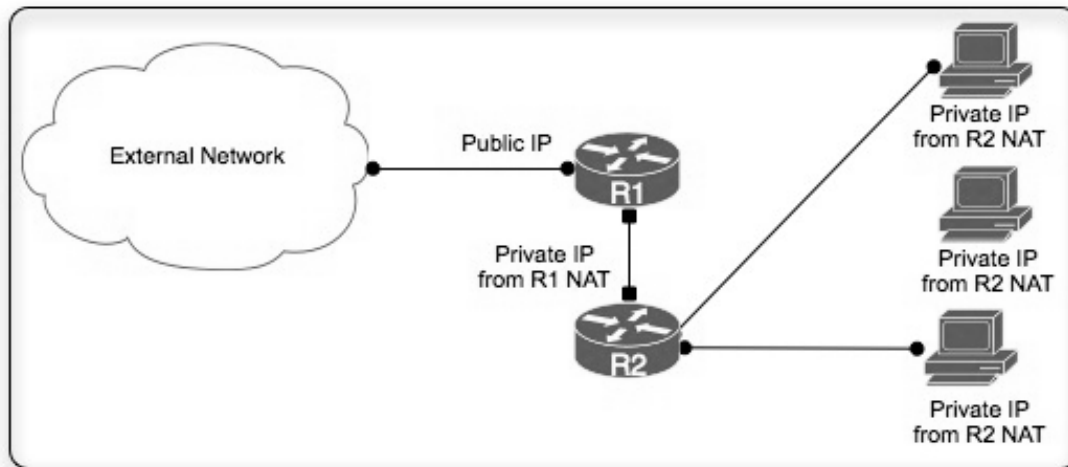 External Network
Public IP
R1
Private IP
from R1 NAT
R2
Private IP
from R2 NAT
Private IP
from R2 NAT
Private IP
from R2 NAT